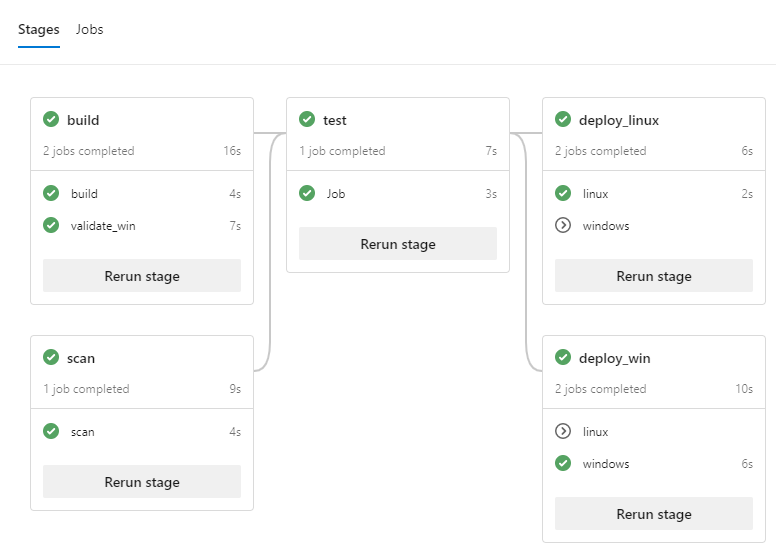 Stages Jobs
build
2 jobs completed 16s
build 4s
validate_win 7s
Rerun stage
scan
1 job completed 9s
scan 4s
Rerun stage
test
1 job completed 7s
Job 3s
Rerun stage
deploy_linux
2 jobs completed 6s
linux 2s
windows
Rerun stage
deploy_win
2 jobs completed 10s
linux
windows 6s
Rerun stage